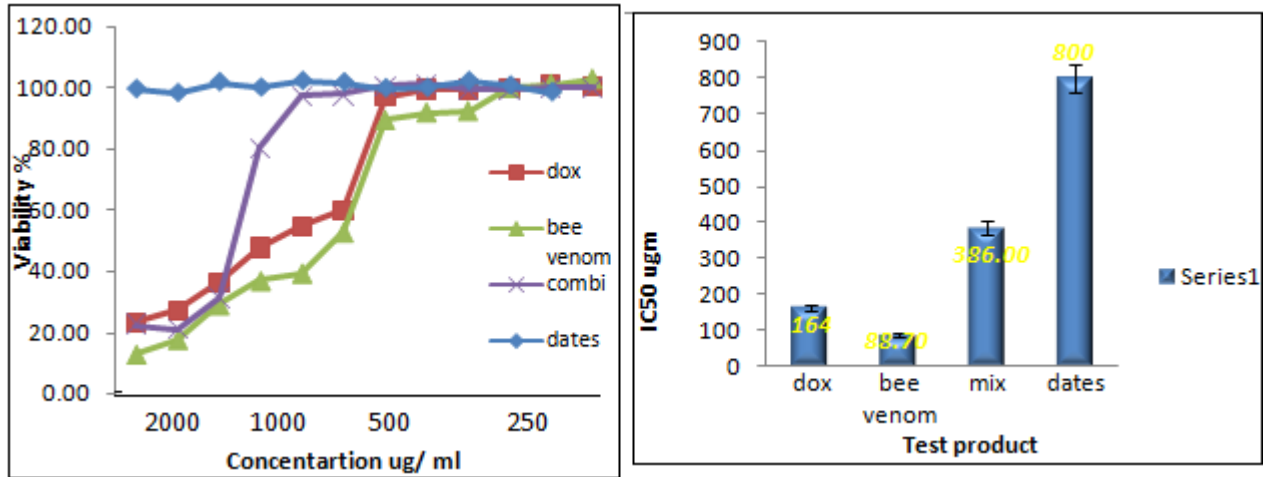 120.00
100.00
80.00
60.00
40.00
20.00
0.00
Viability %
2000 1000 500 250
Concentartion ug/ ml
dox
bee
venom
combi
dates
900
800
700
600
500
400
300
200
100
0
IC50 ugm
164
88.70
386.00
800
dox bee mix dates
venom
Test product
Series1